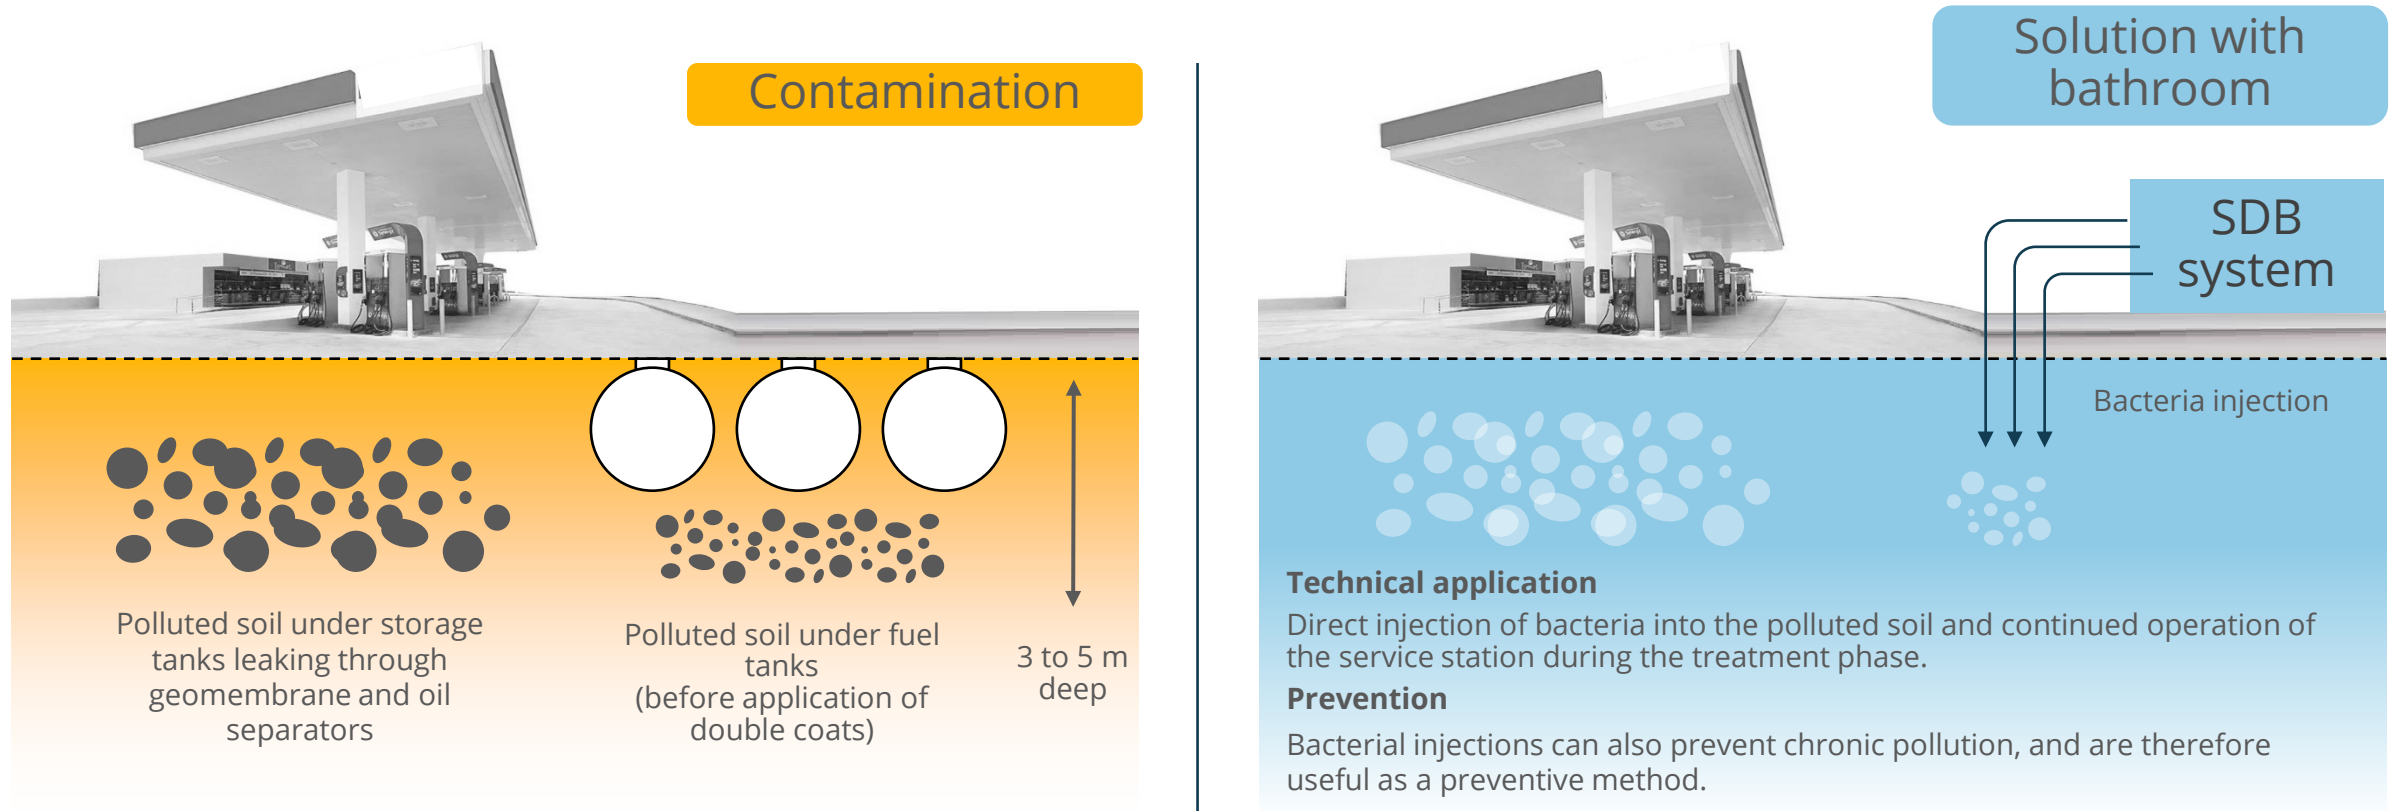 Contamination
Polluted soil under storage
tanks leaking through
geomembrane and oil
separators
Polluted soil under fuel
tanks
(before application of
double coats)
3 to 5 m
deep
Solution with
bathroom
SDB
system
Bacteria injection
Technical application
Direct injection of bacteria into the polluted soil and continued operation of
the service station during the treatment phase.
Prevention
Bacterial injections can also prevent chronic pollution, and are therefore
useful as a preventive method.